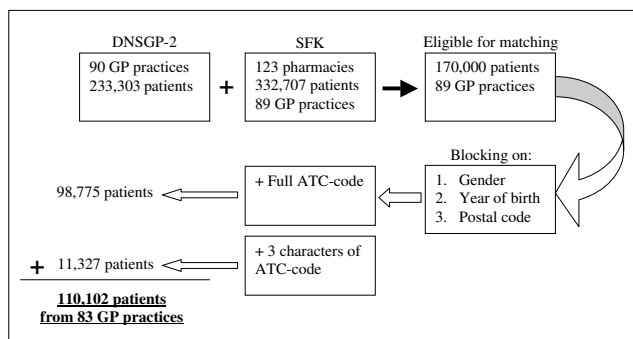 DNSGP-2
90 GP practices
233,303 patients
+
SFK
123 pharmacies
332,707 patients
89 GP practices
Eligible for matching
170,000 patients
89 GP practices
Blocking on:
1. Gender
2. Year of birth
3. Postal code
+ Full ATC-code
98,775 patients
+ 3 characters of
ATC-code
+ 11,327 patients
110,102 patients
from 83 GP practices